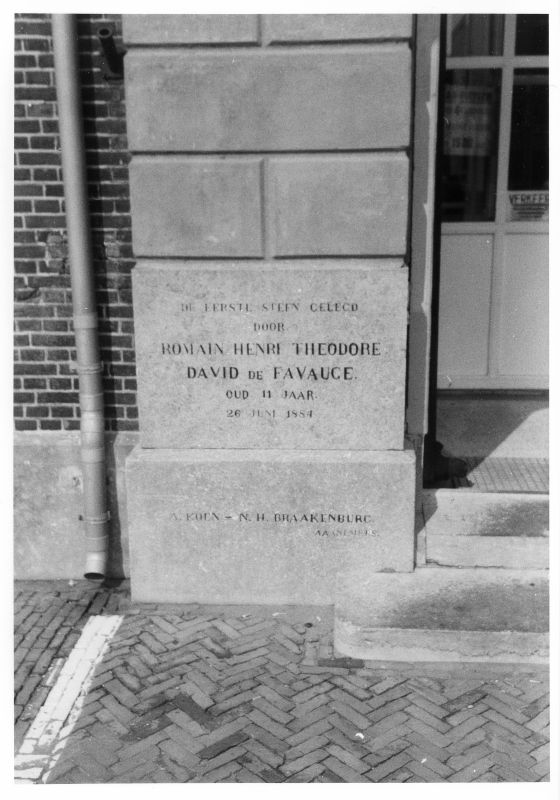 DE EERSTE STEEN GELEGD
DOOR
ROMAIN HENRI THEODORE
DAVID DE FAVAUGE.
OUD 11 JAAR.
26 JUNI 1884
A. KOEN – N. H. BRAAKENBURG.
AANNEMERS.
VERKEER